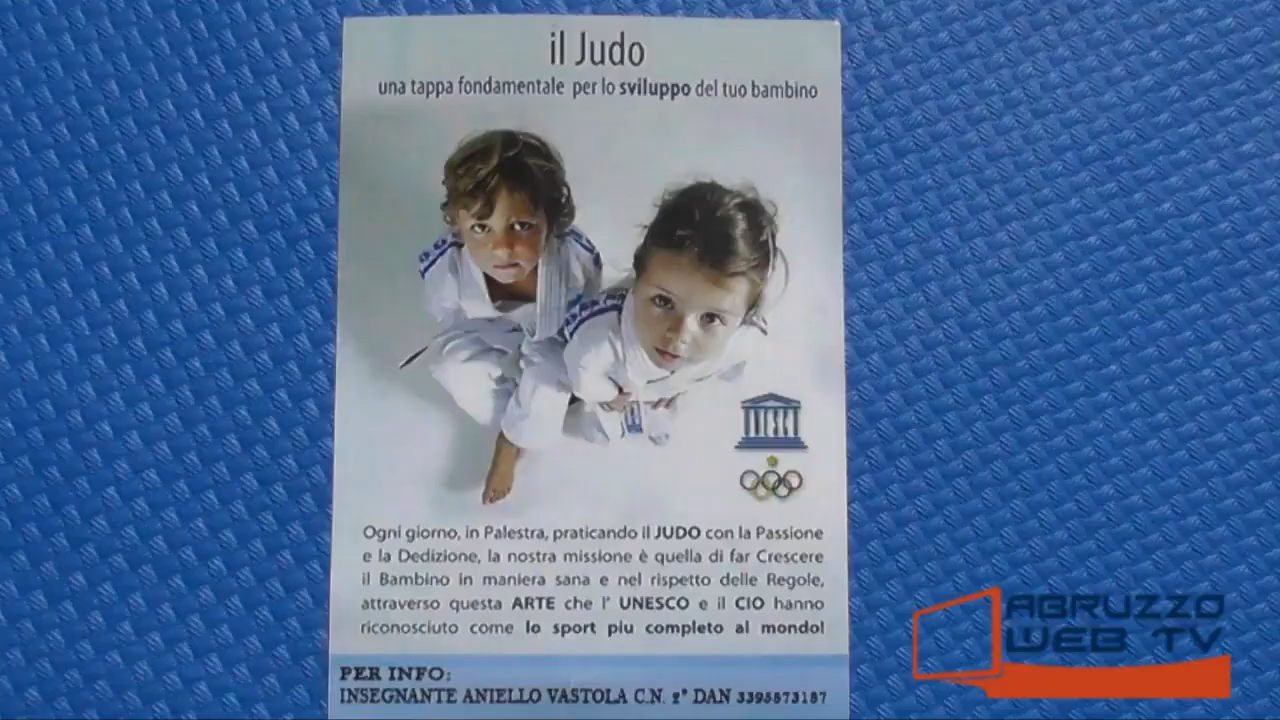 il Judo
una tappa fondamentale per lo sviluppo del tuo bambino
Ogni giorno, in Palestra, praticando il JUDO con la Passione
e la Dedizione, la nostra missione è quella di far Crescere
il Bambino in maniera sana e nel rispetto delle Regole,
attraverso questa ARTE che l' UNESCO e il CIO hanno
riconosciuto come lo sport piu completo al mondo!
PER INFO:
INSEGNANTE ANIELLO VASTOLA C.N. 2° DAN 3395873187
ABRUZZO
WEB TV